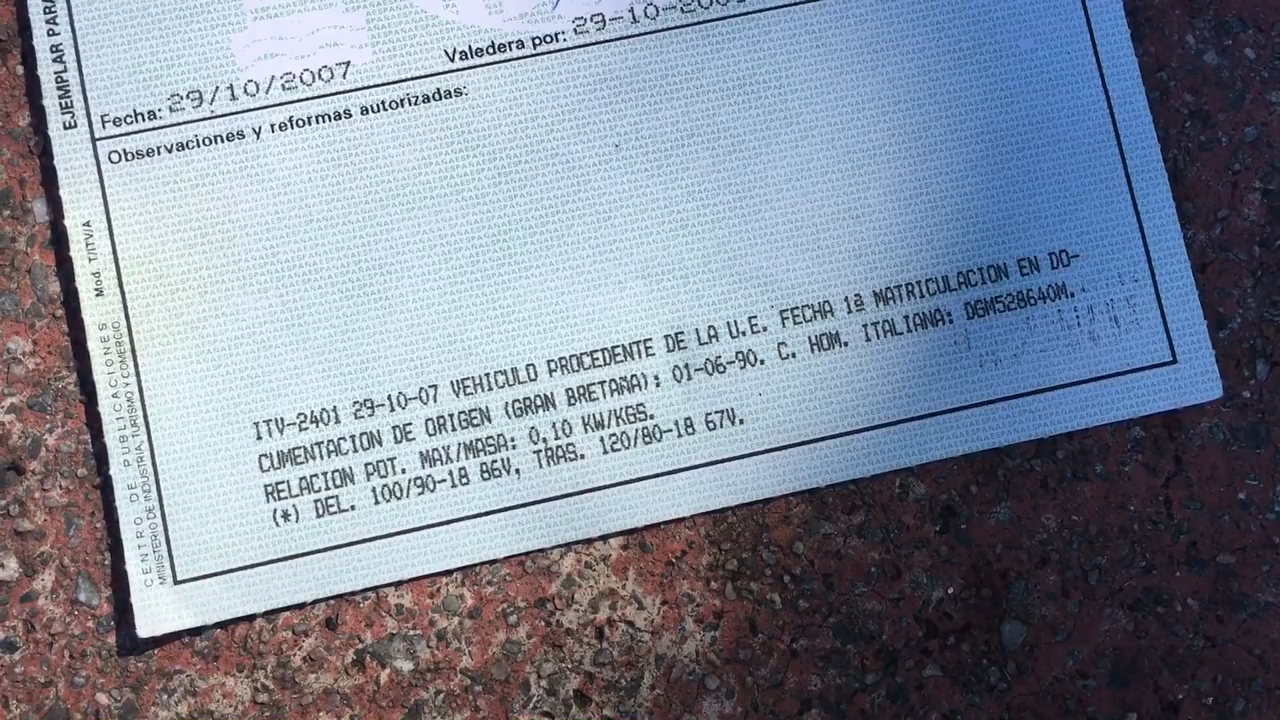 EJEMPLAR PARA
Valedera por: 29-10-200
Fecha: 29/10/2007
Observaciones y reformas autorizadas:
Mod. T/ITV/A
CENTRO DE PUBLICACIONES
MINISTERIO DE INDUSTRIA, TURISMO Y COMERCIO
ITV-2401 29-10-07 VEHICULO PROCEDENTE DE LA U.E. FECHA 1ª MATRICULACION EN DO-
CUMENTACION DE ORIGEN (GRAN BRETAÑA): 01-06-90. C. HOM. ITALIANA: DGM52864OM.
RELACION POT. MAX/MASA: 0,10 KW/KGS.
(*) DEL. 100/90-18 86V, TRAS. 120/80-18 67V.